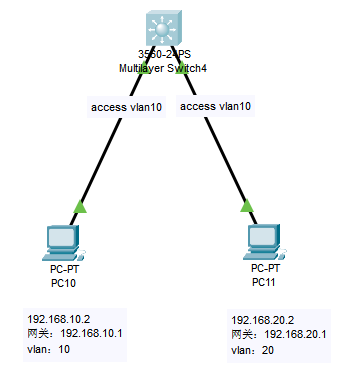 3560-24PS
Multilayer Switch4
access vlan10
access vlan10
PC-PT
PC10
PC-PT
PC11
192.168.10.2
网关：192.168.10.1
vlan：10
192.168.20.2
网关：192.168.20.1
vlan：20